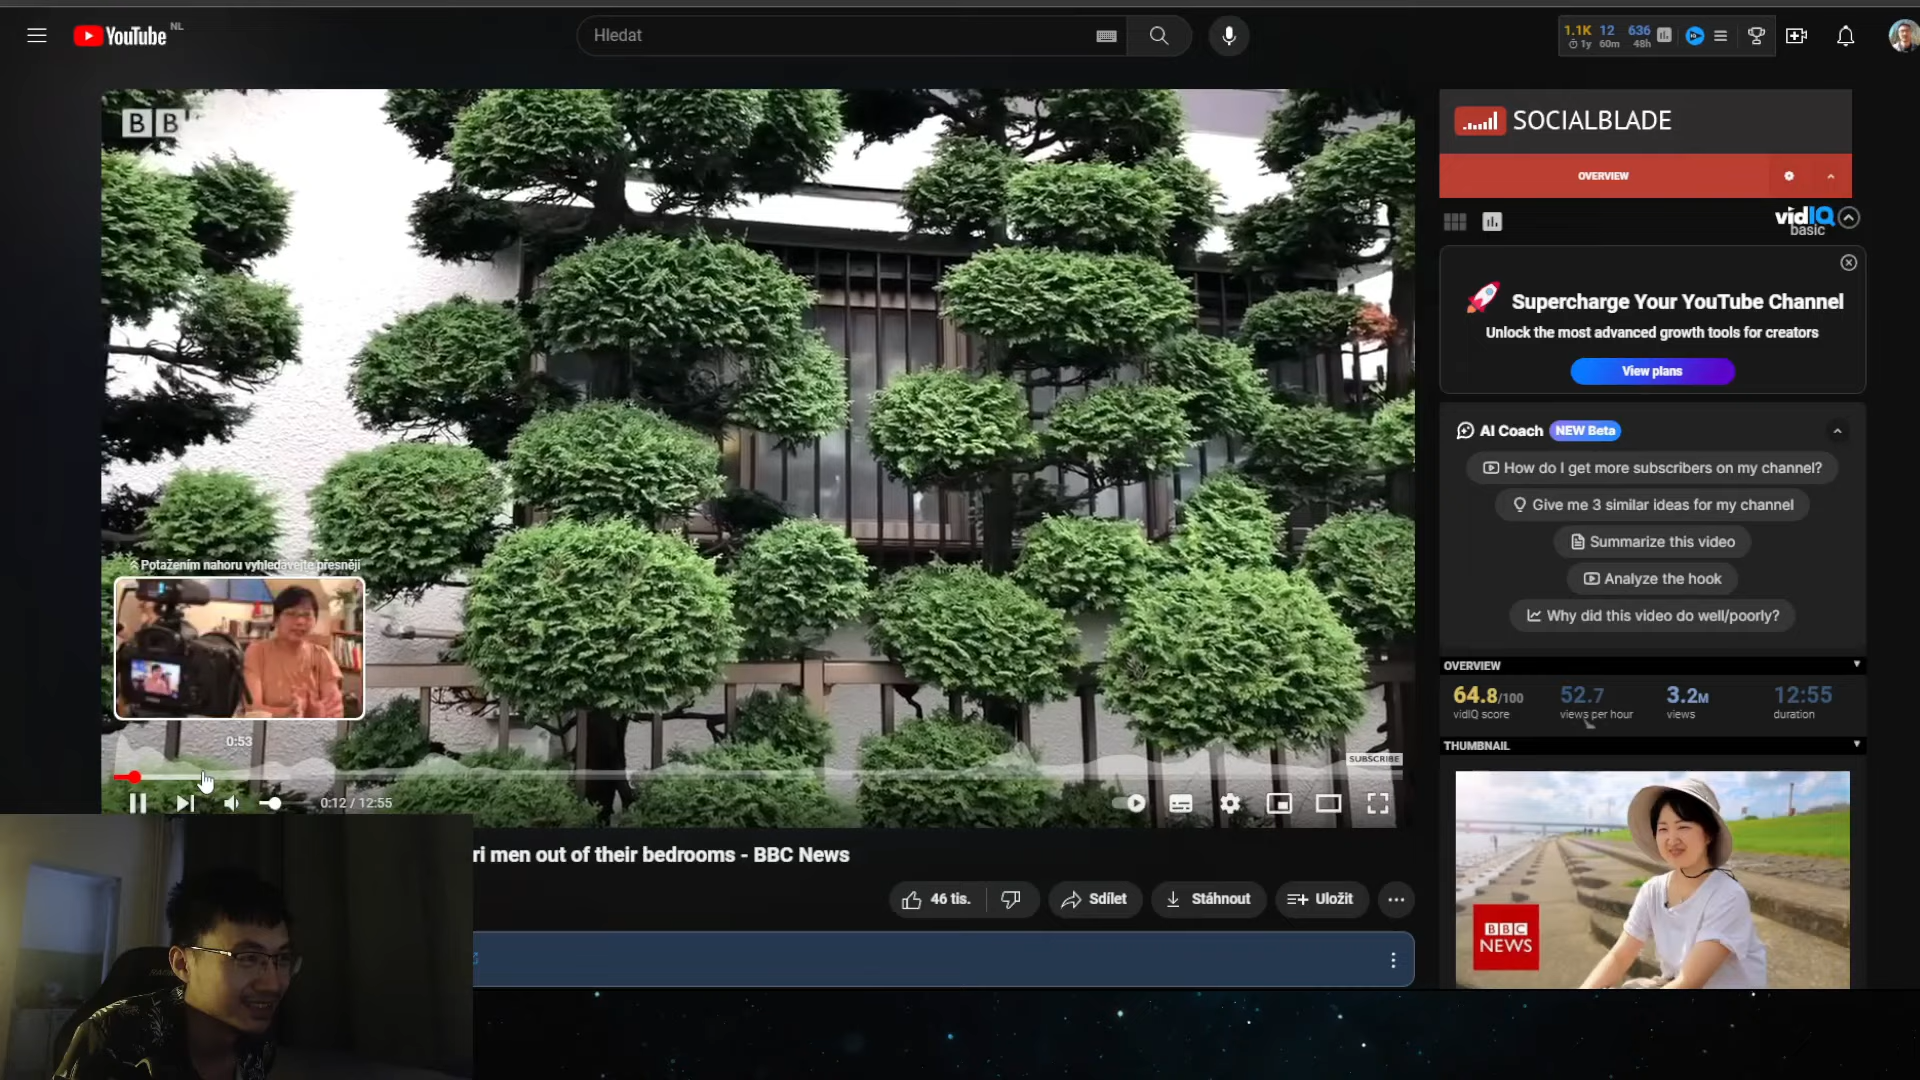 YouTube NL
Hledat
1.1K 12 636
1y 60m 48h
BB
SOCIALBLADE
OVERVIEW
vidIQ
basic
Supercharge Your YouTube Channel
Unlock the most advanced growth tools for creators
View plans
AI Coach NEW Beta
How do I get more subscribers on my channel?
Give me 3 similar ideas for my channel
Summarize this video
Analyze the hook
Why did this video do well/poorly?
Potažením nahoru vyhledávejte přesněji
0:53
SUBSCRIBE
0:12 / 12:55
OVERVIEW
64.8/100 52.7 3.2M 12:55
vidIQ score views per hour views duration
THUMBNAIL
BBC
NEWS
ri men out of their bedrooms - BBC News
46 tis. Sdílet Stáhnout Uložit